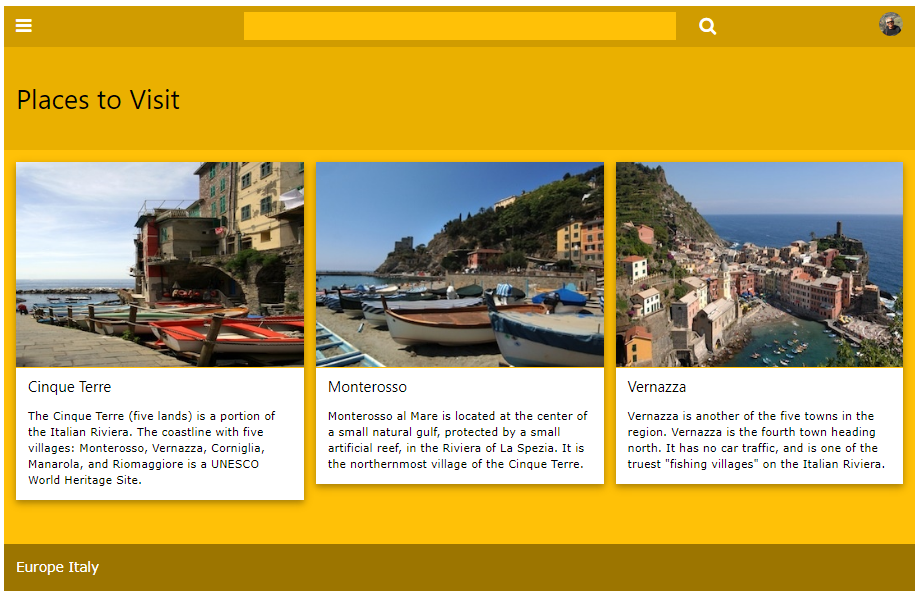 Places to Visit
Cinque Terre
The Cinque Terre (five lands) is a portion of
the Italian Riviera. The coastline with five
villages: Monterosso, Vernazza, Corniglia,
Manarola, and Riomaggiore is a UNESCO
World Heritage Site.
Monterosso
Monterosso al Mare is located at the center of
a small natural gulf, protected by a small
artificial reef, in the Riviera of La Spezia. It is
the northernmost village of the Cinque Terre.
Vernazza
Vernazza is another of the five towns in the
region. Vernazza is the fourth town heading
north. It has no car traffic, and is one of the
truest "fishing villages" on the Italian Riviera.
Europe Italy